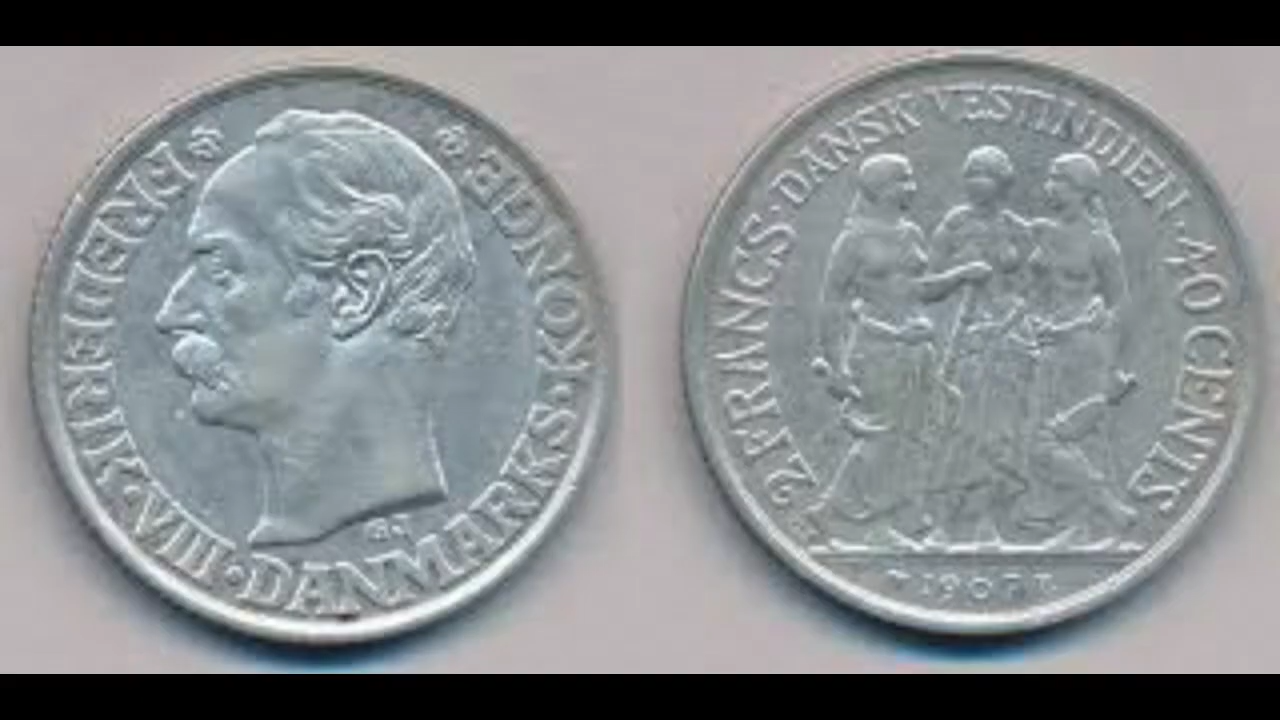 FREDERIK·VIII·DANMARKS·KONGE
2 FRANCS·DANSK VESTINDIEN·40 CENTS
1907